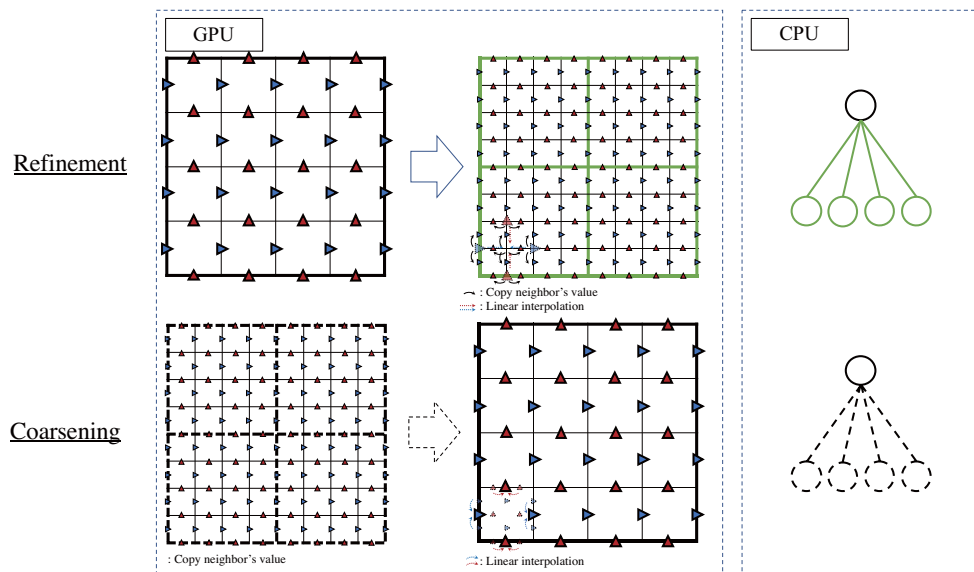 GPU
CPU
Refinement
: Copy neighbor's value
: Linear interpolation
Coarsening
: Copy neighbor's value
: Linear interpolation